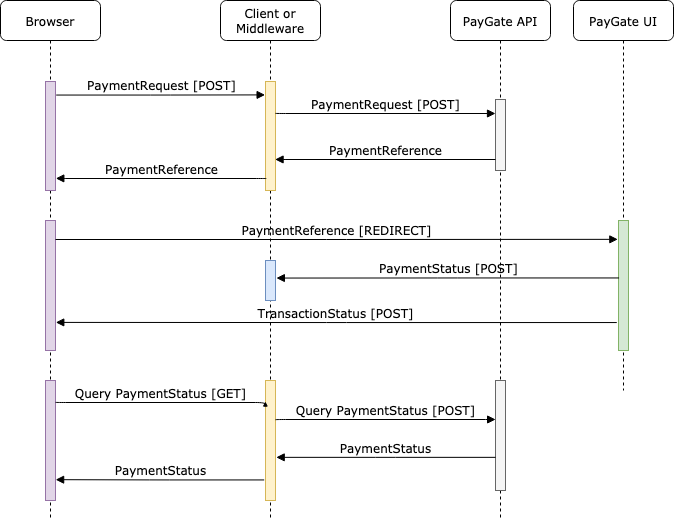 Browser
Client or
Middleware
PayGate API
PayGate UI
PaymentRequest [POST]
PaymentRequest [POST]
PaymentReference
PaymentReference
PaymentReference [REDIRECT]
PaymentStatus [POST]
TransactionStatus [POST]
Query PaymentStatus [GET]
Query PaymentStatus [POST]
PaymentStatus
PaymentStatus